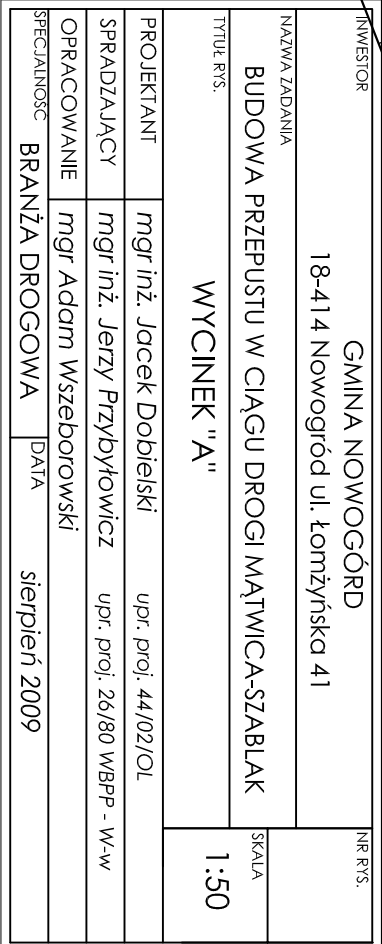 INWESTOR
GMINA NOWOGÓRD
18-414 Nowogród ul. Łomżyńska 41
NR RYS.
NAZWA ZADANIA
BUDOWA PRZEPUSTU W CIĄGU DROGI MĄTWICA-SZABLAK
TYTUŁ RYS.
WYCINEK "A"
SKALA
1:50
PROJEKTANT mgr inż. Jacek Dobielski upr. proj. 44/02/OL
SPRADZAJĄCY mgr inż. Jerzy Przybyłowicz upr. proj. 26/80 WBPP - W-w
OPRACOWANIE mgr Adam Wszeborowski
SPECJALNOŚĆ BRANŻA DROGOWA DATA sierpień 2009